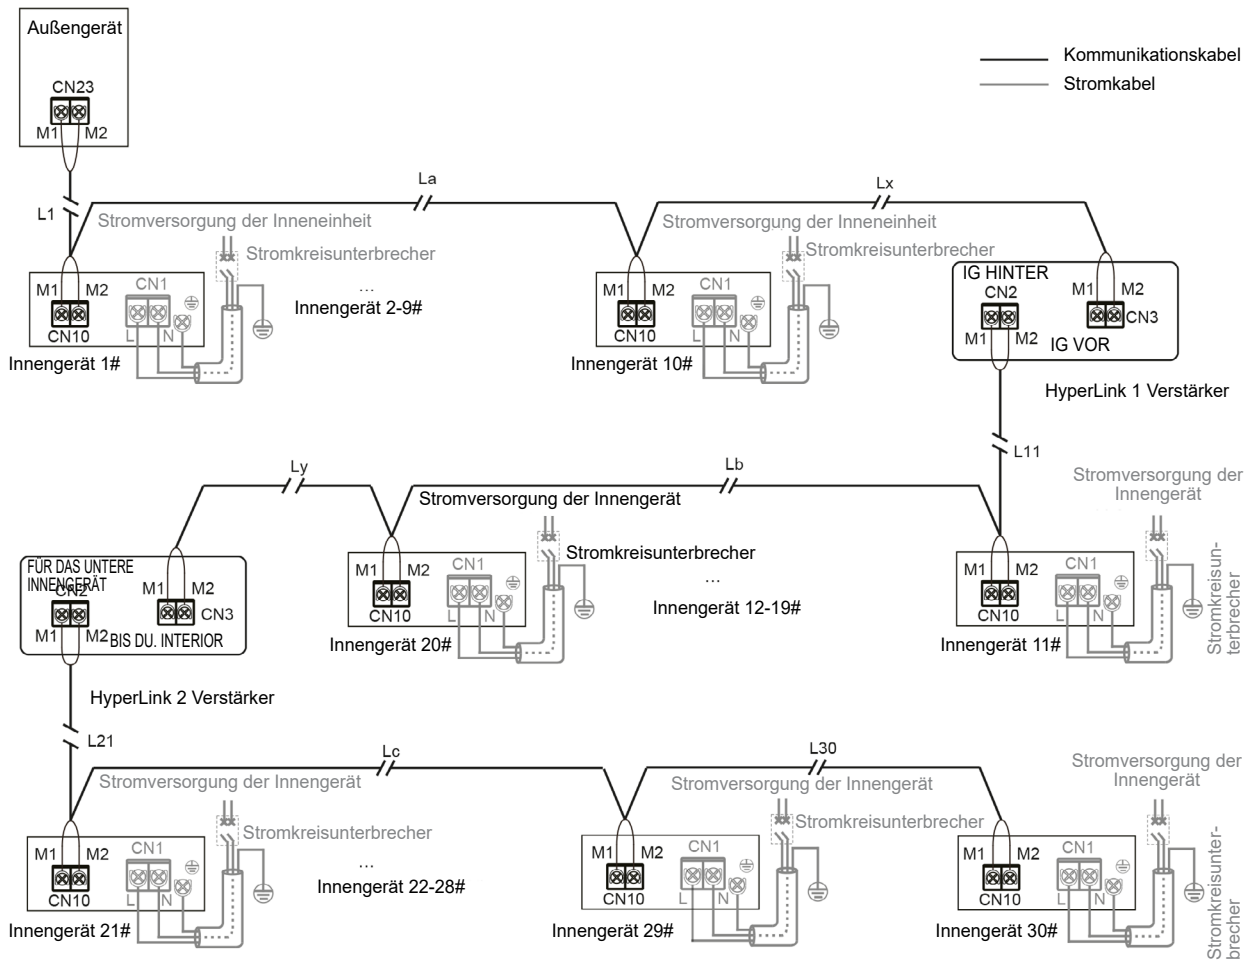 Außengerät
CN23
M1 M2
Kommunikationskabel
Stromkabel
L1
La
Lx
Stromversorgung der Inneneinheit
Stromkreisunterbrecher
M1 M2 CN1
CN10 L N
Innengerät 1#
...
Innengerät 2-9#
Stromversorgung der Inneneinheit
Stromkreisunterbrecher
M1 M2 CN1
CN10 L N
Innengerät 10#
IG HINTER
CN2
M1 M2
M1 M2
CN3
IG VOR
HyperLink 1 Verstärker
L11
Ly
Lb
Stromversorgung der Innengerät
Stromkreisunterbrecher
...
Innengerät 12-19#
Stromversorgung der
Innengerät
Stromkreisun-
terbrecher
FÜR DAS UNTERE
INNENGERÄT
CN2
M1 M2
M1 M2
CN3
BIS DU. INTERIOR
HyperLink 2 Verstärker
M1 M2 CN1
CN10 L N
Innengerät 20#
M1 M2 CN1
CN10 L N
Innengerät 11#
L21
Lc
L30
Stromversorgung der Innengerät
Stromkreisunterbrecher
M1 M2 CN1
CN10 L N
Innengerät 21#
...
Innengerät 22-28#
Stromversorgung der Innengerät
Stromkreisunterbrecher
M1 M2 CN1
CN10 L N
Innengerät 29#
Stromversorgung der
Innengerät
Stromkreisunter-
brecher
M1 M2 CN1
CN10 L N
Innengerät 30#